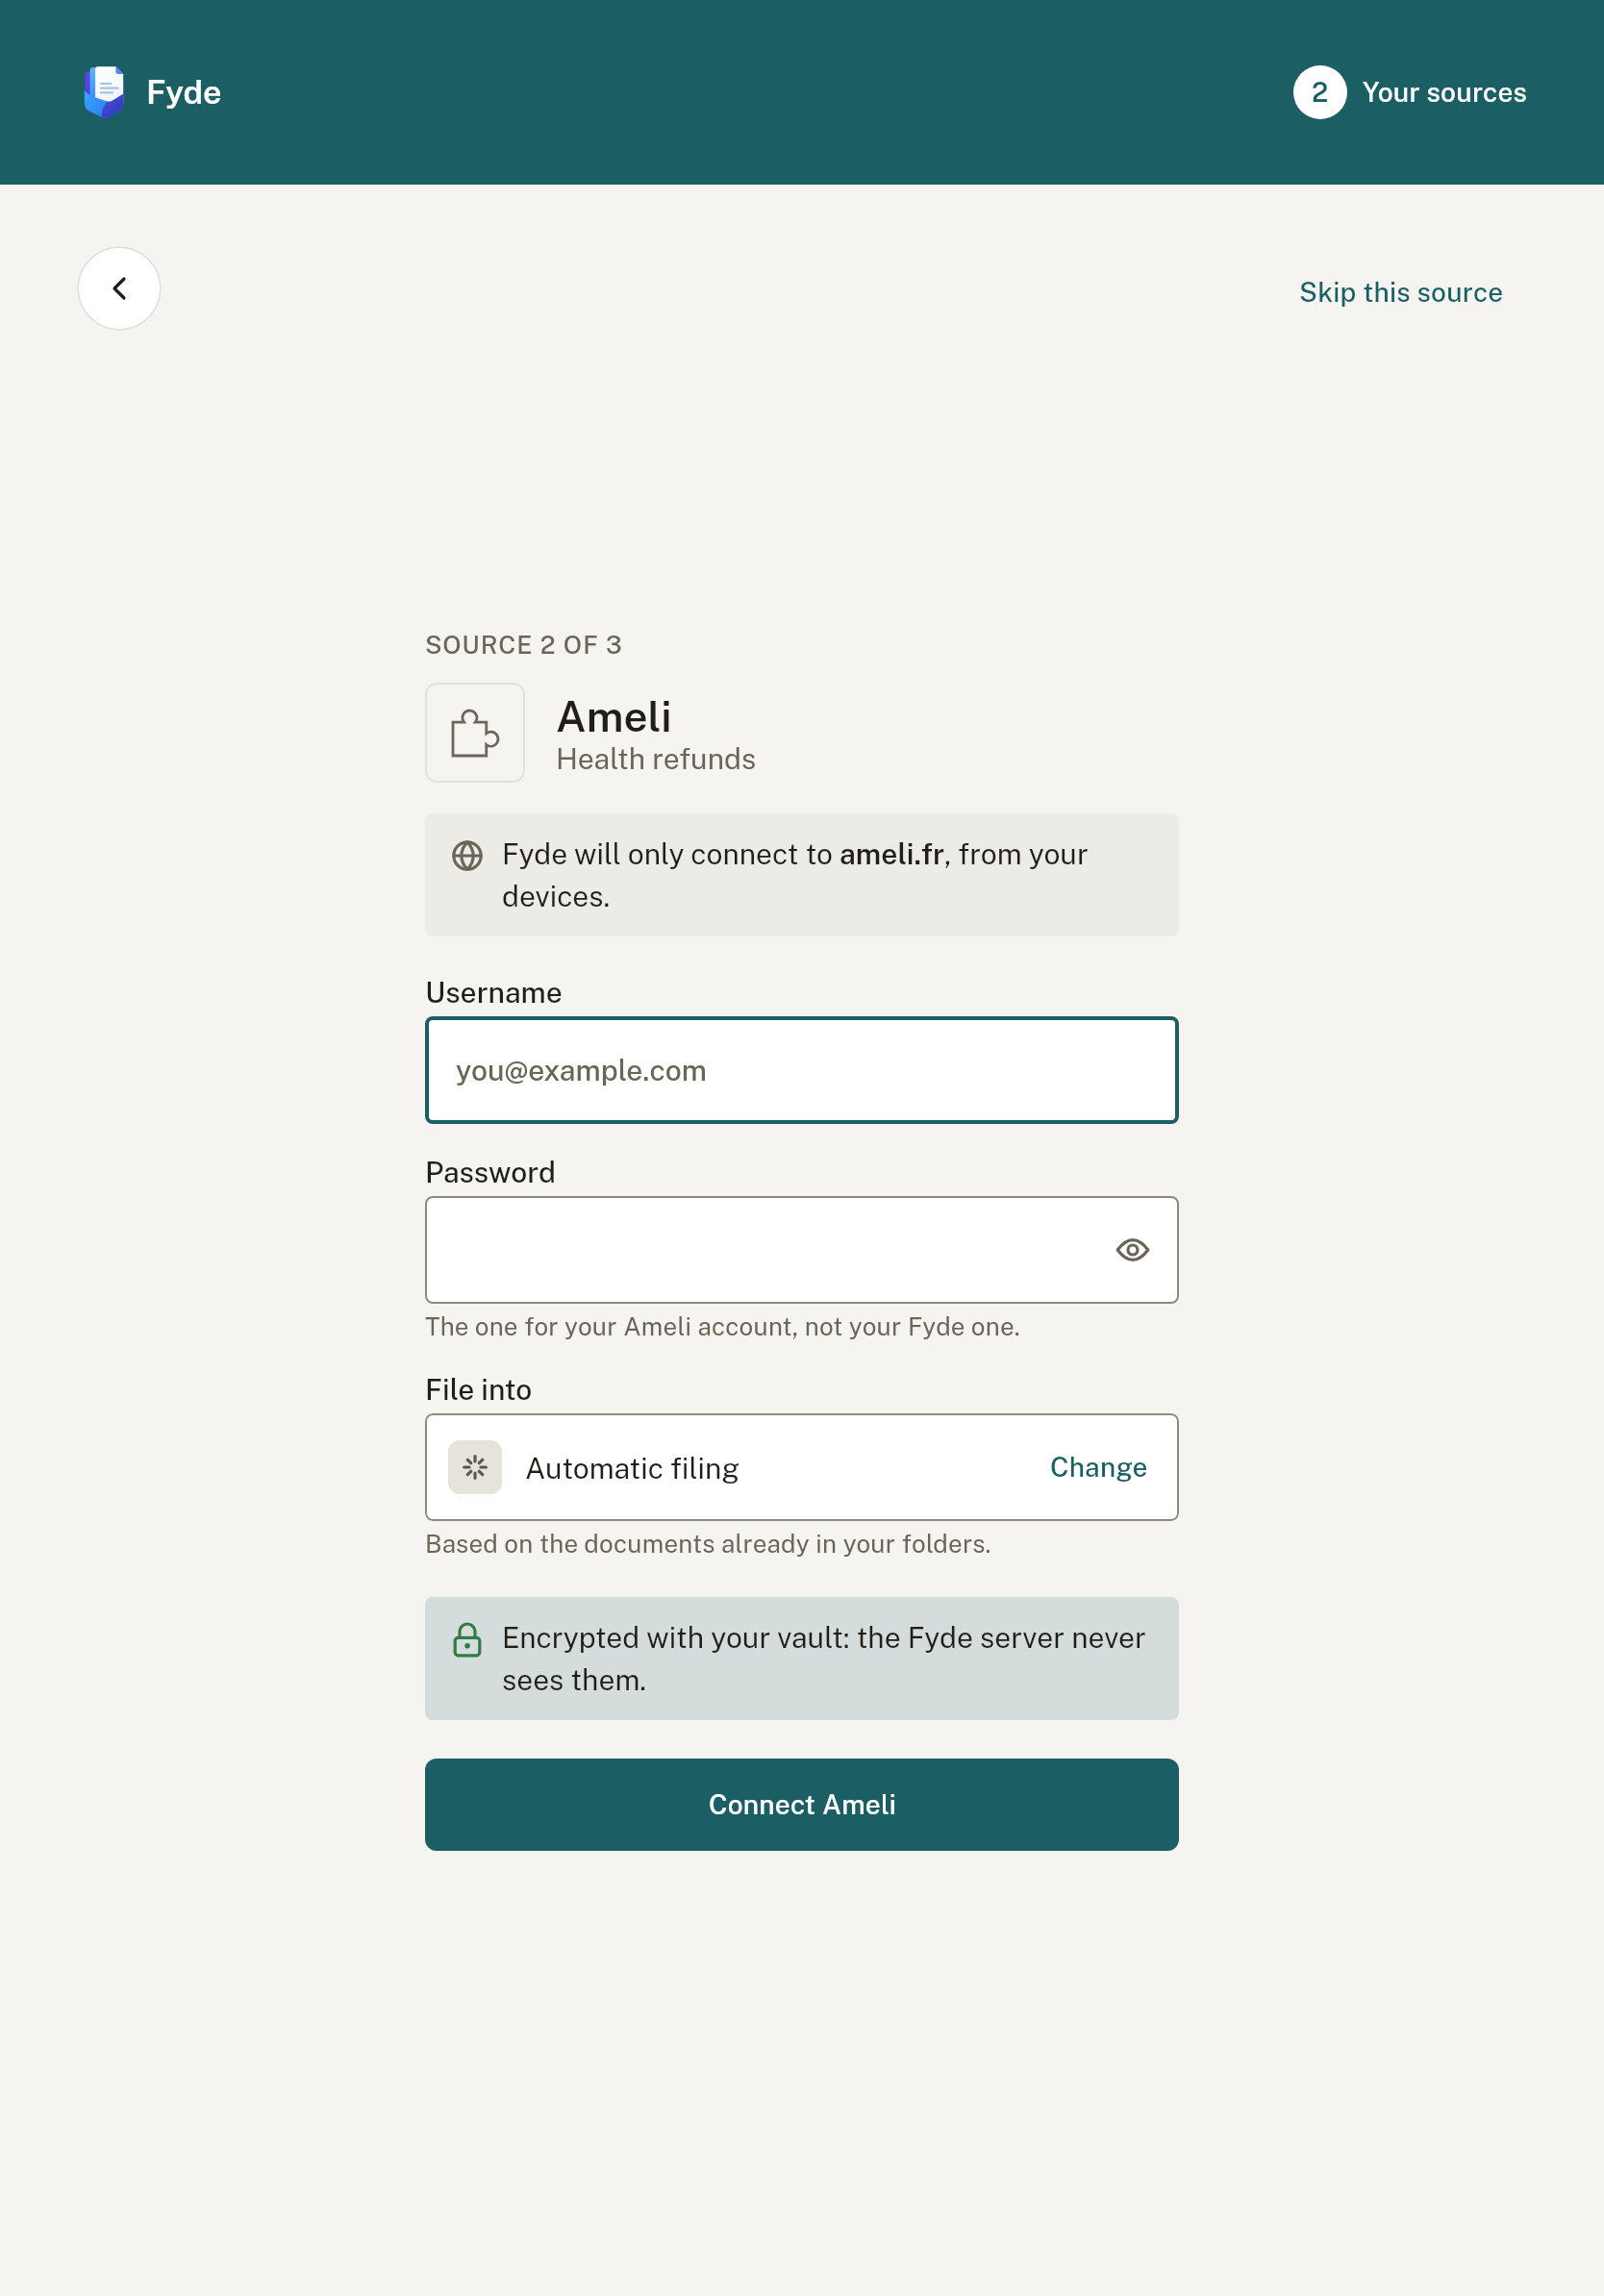 Fyde
2 Your sources
Skip this source
SOURCE 2 OF 3
Ameli
Health refunds
Fyde will only connect to ameli.fr, from your
devices.
Username
you@example.com
Password
The one for your Ameli account, not your Fyde one.
File into
Automatic filing
Change
Based on the documents already in your folders.
Encrypted with your vault: the Fyde server never
sees them.
Connect Ameli